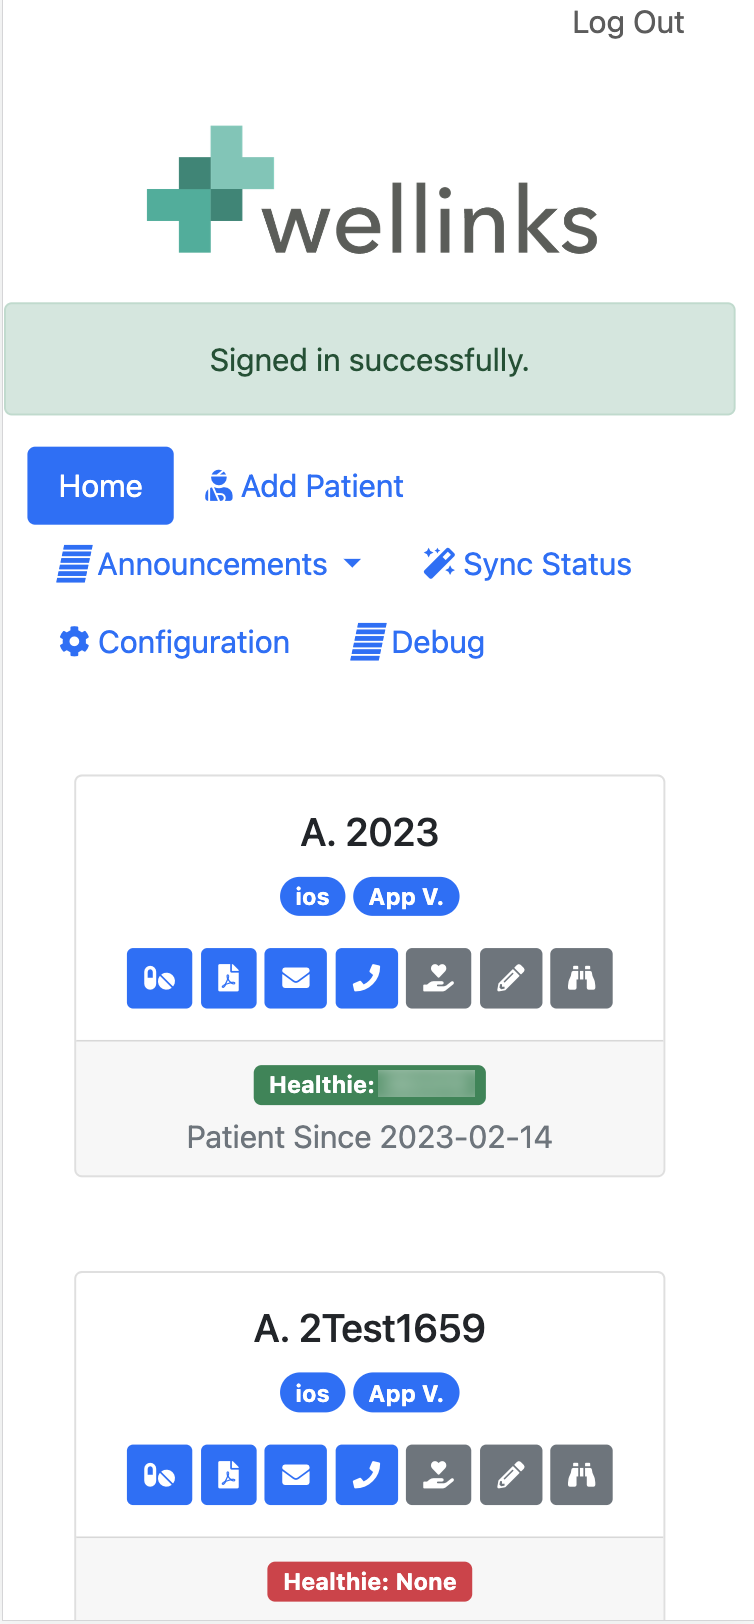 Log Out
wellinks
Signed in successfully.
Home Add Patient
Announcements Sync Status
Configuration Debug
A. 2023
ios App V.
Healthie:
Patient Since 2023-02-14
A. 2Test1659
ios App V.
Healthie: None